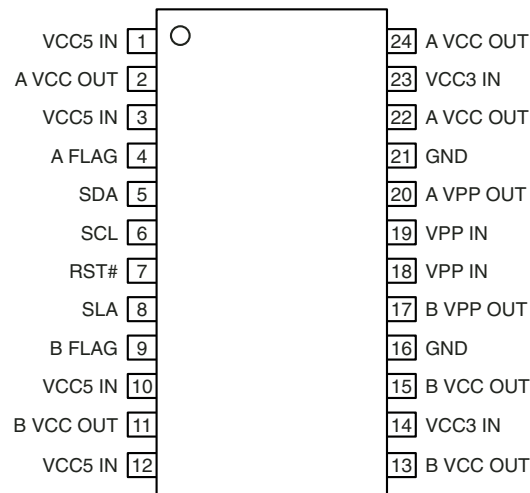 VCC5 IN 1 24 A VCC OUT
A VCC OUT 2 23 VCC3 IN
VCC5 IN 3 22 A VCC OUT
A FLAG 4 21 GND
SDA 5 20 A VPP OUT
SCL 6 19 VPP IN
RST# 7 18 VPP IN
SLA 8 17 B VPP OUT
B FLAG 9 16 GND
VCC5 IN 10 15 B VCC OUT
B VCC OUT 11 14 VCC3 IN
VCC5 IN 12 13 B VCC OUT